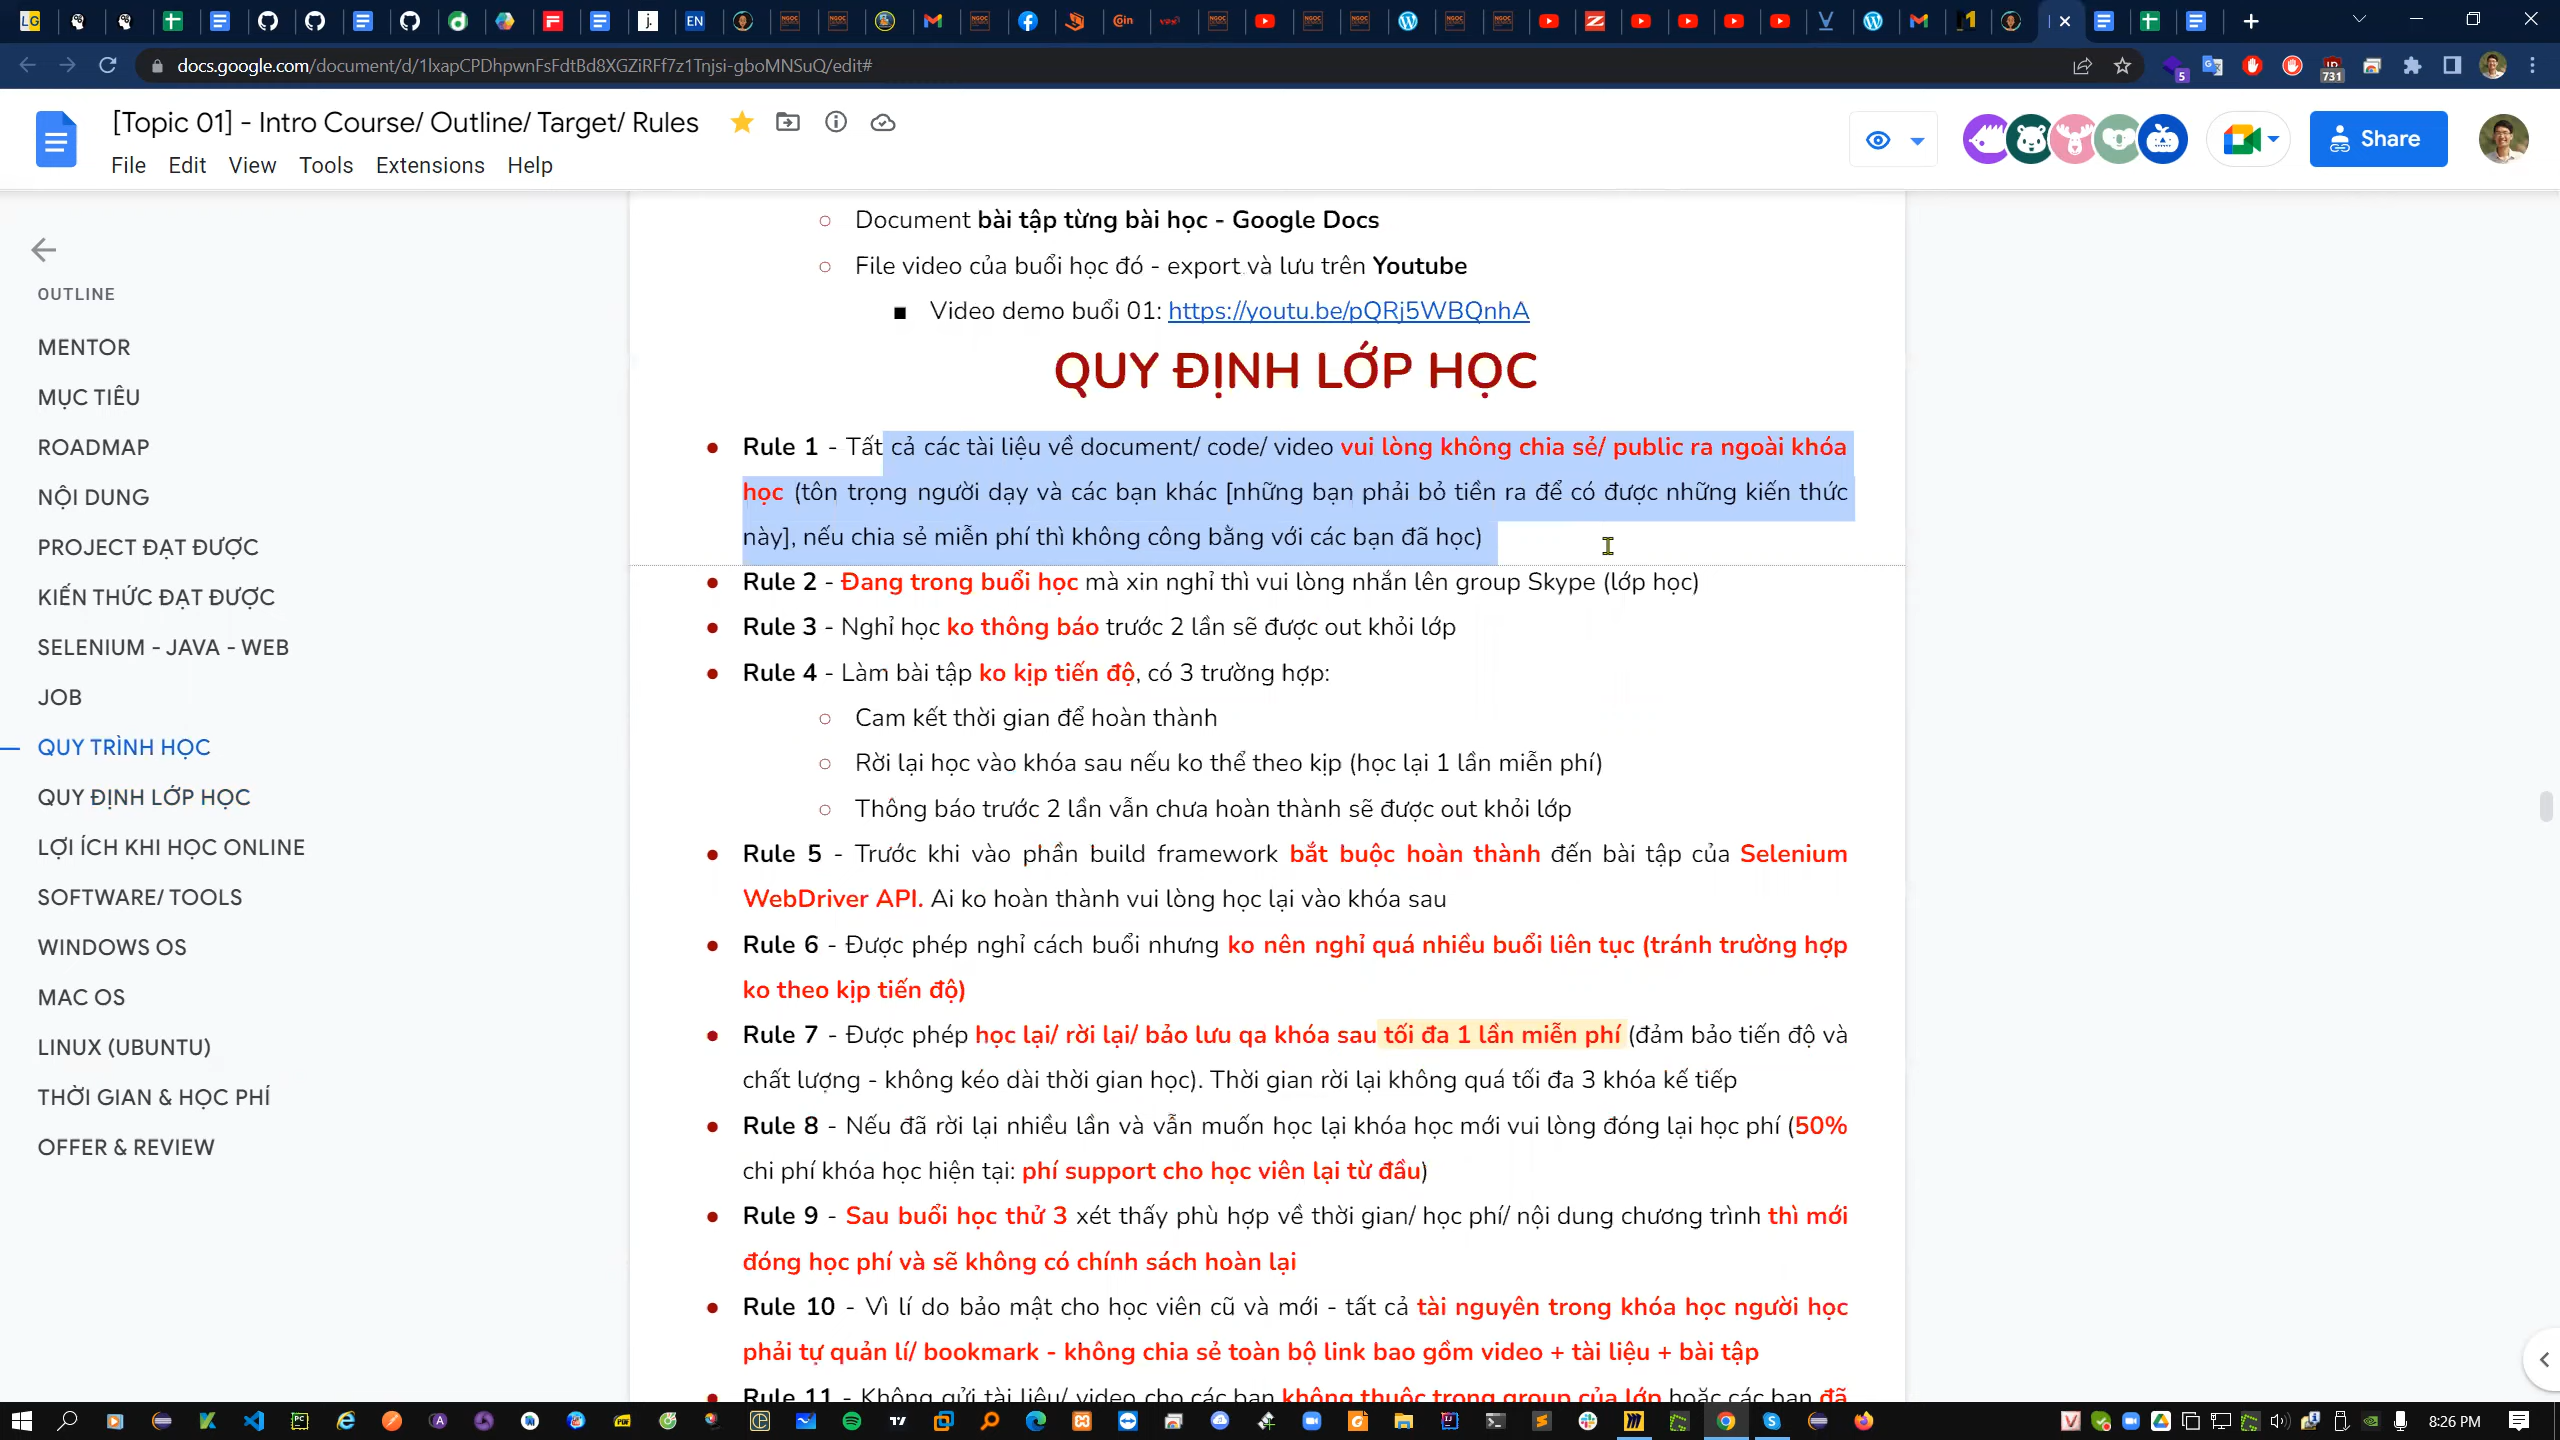 docs.google.com/document/d/1lxapCPDhpwnFsFdtBd8XGZiRFf7z1Tnjsi-gboMNSuQ/edit#
5
731
[Topic 01] - Intro Course/ Outline/ Target/ Rules
File Edit View Tools Extensions Help
Share
OUTLINE
MENTOR
MỤC TIÊU
ROADMAP
NỘI DUNG
PROJECT ĐẠT ĐƯỢC
KIẾN THỨC ĐẠT ĐƯỢC
SELENIUM - JAVA - WEB
JOB
QUY TRÌNH HỌC
QUY ĐỊNH LỚP HỌC
LỢI ÍCH KHI HỌC ONLINE
SOFTWARE/ TOOLS
WINDOWS OS
MAC OS
LINUX (UBUNTU)
THỜI GIAN & HỌC PHÍ
OFFER & REVIEW
Document bài tập từng bài học - Google Docs
File video của buổi học đó - export và lưu trên Youtube
Video demo buổi 01: https://youtu.be/pQRj5WBQnhA
QUY ĐỊNH LỚP HỌC
Rule 1 - Tất cả các tài liệu về document/ code/ video vui lòng không chia sẻ/ public ra ngoài khóa
học (tôn trọng người dạy và các bạn khác [những bạn phải bỏ tiền ra để có được những kiến thức
này], nếu chia sẻ miễn phí thì không công bằng với các bạn đã học)
Rule 2 - Đang trong buổi học mà xin nghỉ thì vui lòng nhắn lên group Skype (lớp học)
Rule 3 - Nghỉ học ko thông báo trước 2 lần sẽ được out khỏi lớp
Rule 4 - Làm bài tập ko kịp tiến độ, có 3 trường hợp:
Cam kết thời gian để hoàn thành
Rời lại học vào khóa sau nếu ko thể theo kịp (học lại 1 lần miễn phí)
Thông báo trước 2 lần vẫn chưa hoàn thành sẽ được out khỏi lớp
Rule 5 - Trước khi vào phần build framework bắt buộc hoàn thành đến bài tập của Selenium
WebDriver API. Ai ko hoàn thành vui lòng học lại vào khóa sau
Rule 6 - Được phép nghỉ cách buổi nhưng ko nên nghỉ quá nhiều buổi liên tục (tránh trường hợp
ko theo kịp tiến độ)
Rule 7 - Được phép học lại/ rời lại/ bảo lưu qa khóa sau tối đa 1 lần miễn phí (đảm bảo tiến độ và
chất lượng - không kéo dài thời gian học). Thời gian rời lại không quá tối đa 3 khóa kế tiếp
Rule 8 - Nếu đã rời lại nhiều lần và vẫn muốn học lại khóa học mới vui lòng đóng lại học phí (50%
chi phí khóa học hiện tại: phí support cho học viên lại từ đầu)
Rule 9 - Sau buổi học thử 3 xét thấy phù hợp về thời gian/ học phí/ nội dung chương trình thì mới
đóng học phí và sẽ không có chính sách hoàn lại
Rule 10 - Vì lí do bảo mật cho học viên cũ và mới - tất cả tài nguyên trong khóa học người học
phải tự quản lí/ bookmark - không chia sẻ toàn bộ link bao gồm video + tài liệu + bài tập
Rule 11 - Không gửi tài liệu/ video cho các bạn không thuộc trong group của lớp hoặc các bạn đã
8:26 PM